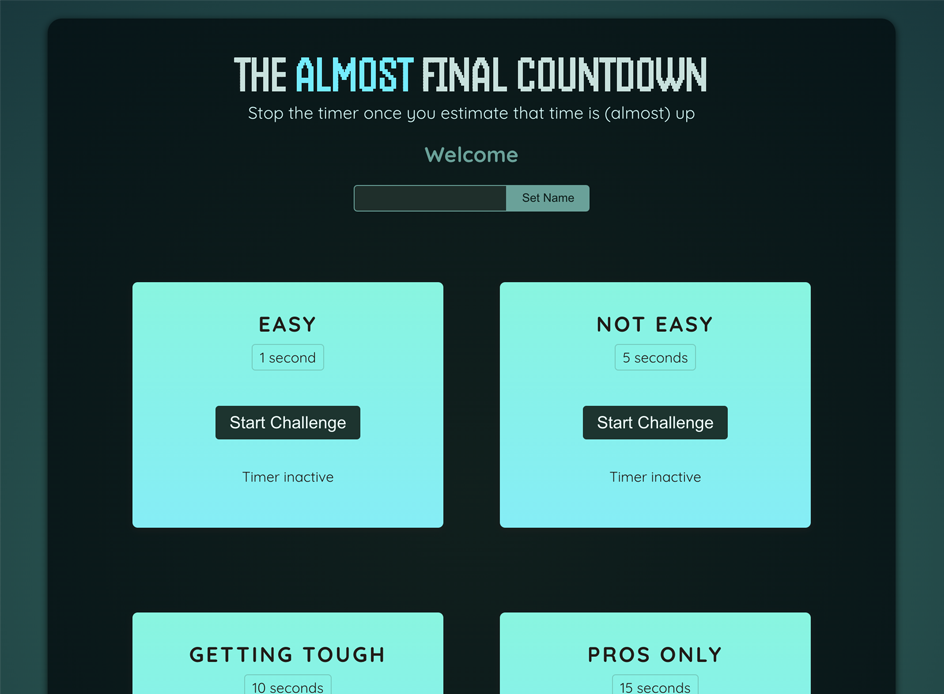 THE ALMOST FINAL COUNTDOWN
Stop the timer once you estimate that time is (almost) up
Welcome
Set Name
EASY
1 second
Start Challenge
Timer inactive
NOT EASY
5 seconds
Start Challenge
Timer inactive
GETTING TOUGH
10 seconds
PROS ONLY
15 seconds